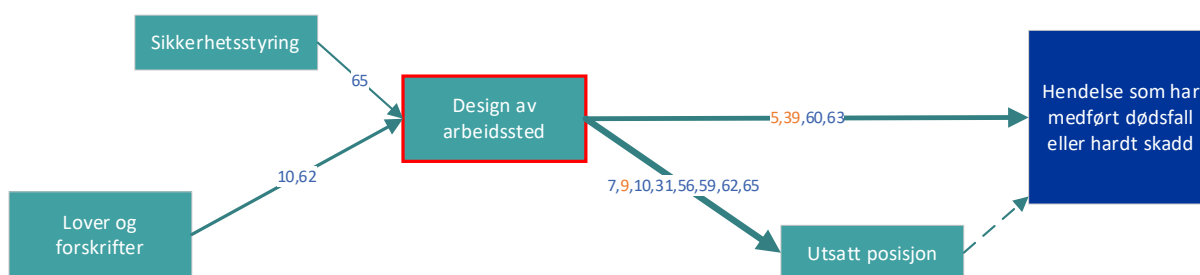 Sikkerhetsstyring
65
Design av
arbeidssted
5,39,60,63
Hendelse som har
medført dødsfall
eller hardt skadd
10,62
7,9,10,31,56,59,62,65
Lover og
forskrifter
Utsatt posisjon